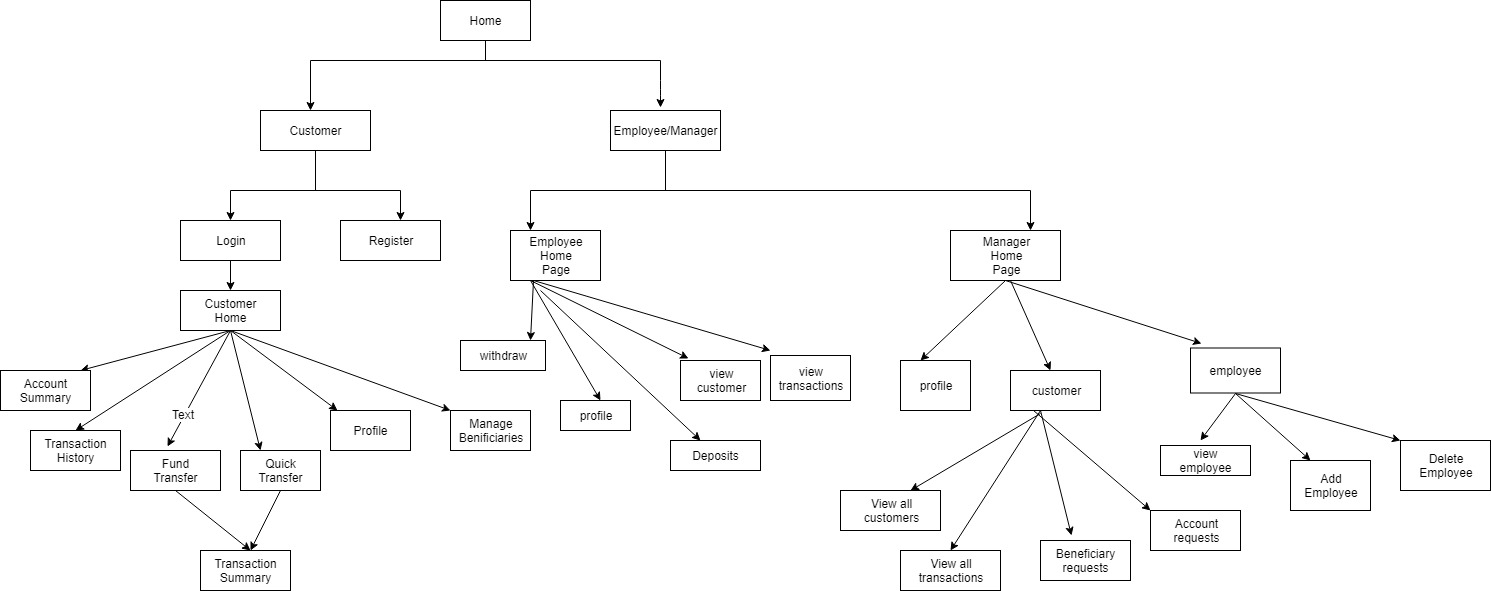 Home
Customer
Employee/Manager
Login
Register
Employee
Home
Page
Manager
Home
Page
Customer
Home
withdraw
view
customer
view
transactions
profile
customer
employee
Account
Summary
Text
Transaction
History
Fund
Transfer
Quick
Transfer
Profile
Manage
Benificiaries
profile
Deposits
view
employee
Add
Employee
Delete
Employee
View all
customers
View all
transactions
Beneficiary
requests
Account
requests
Transaction
Summary